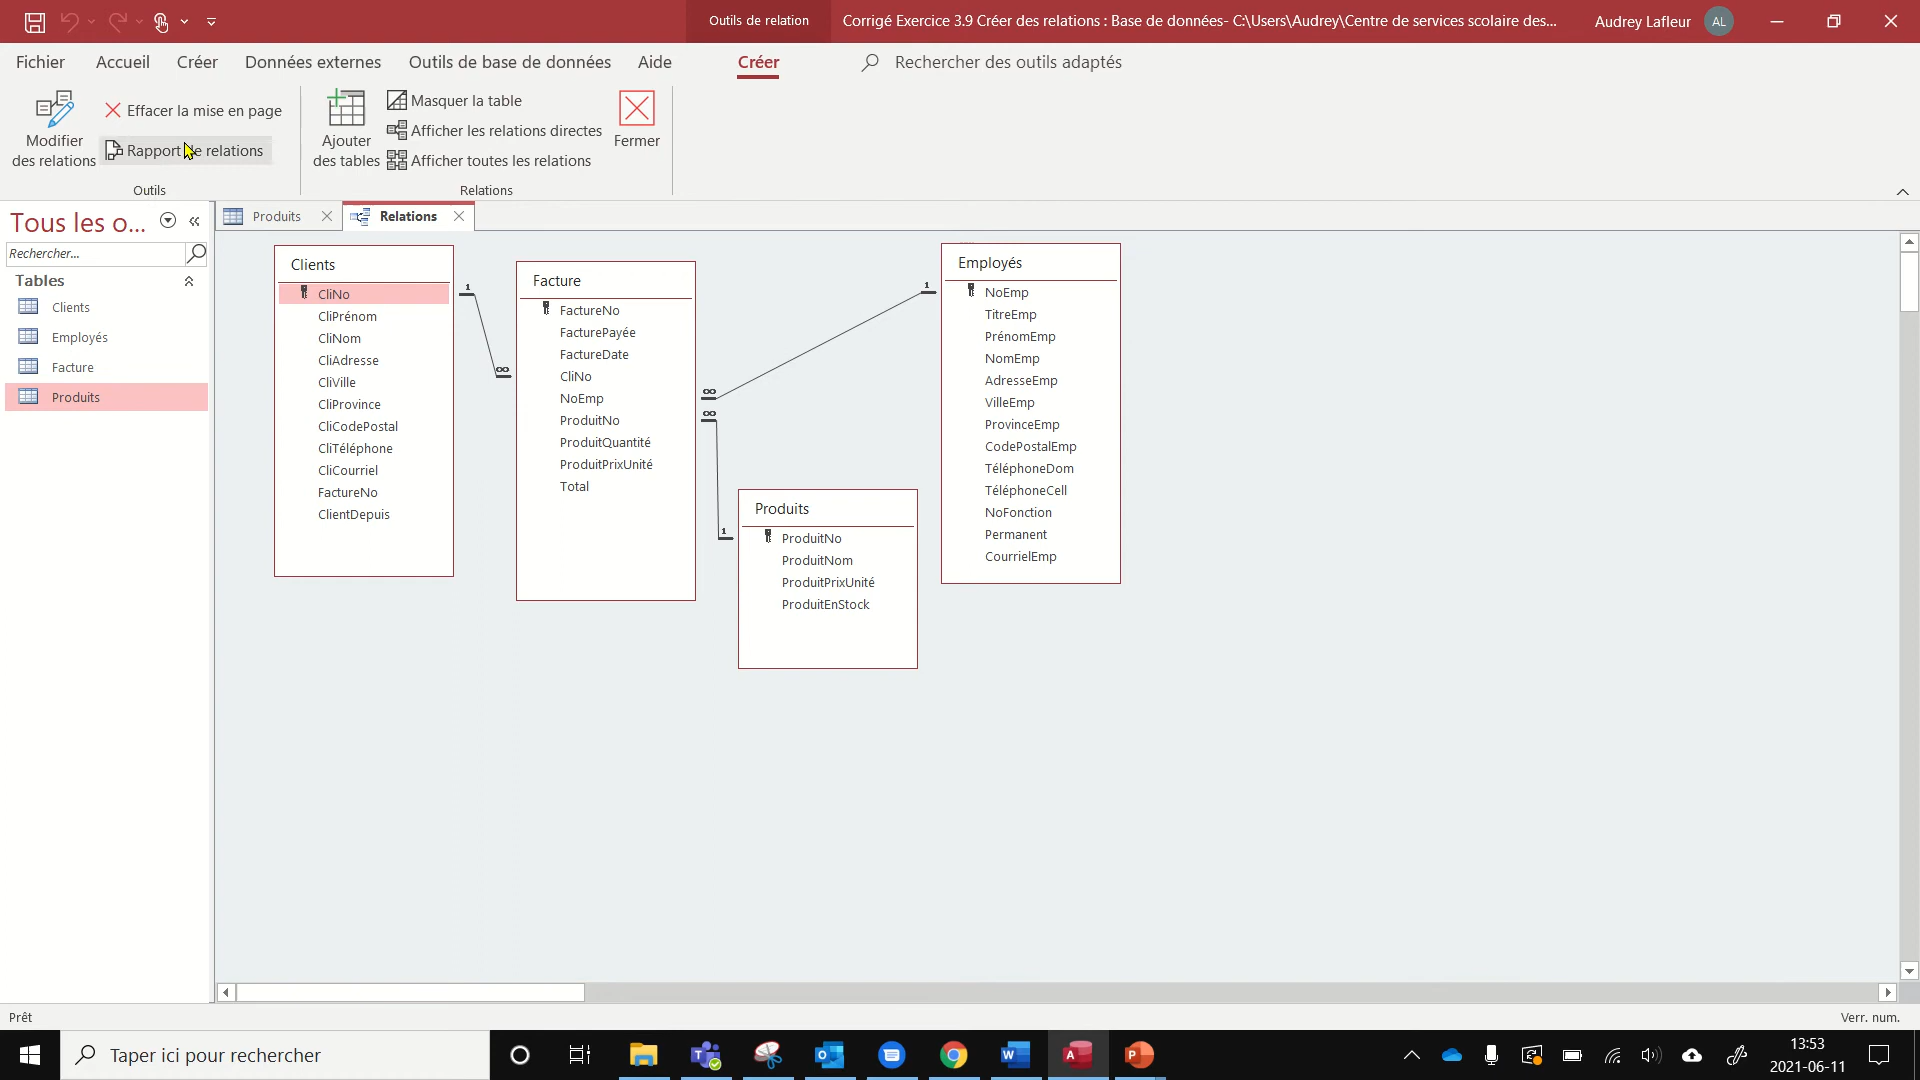 Outils de relation
Corrigé Exercice 3.9 Créer des relations : Base de données- C:\Users\Audrey\Centre de services scolaire des...
Audrey Lafleur
AL
Fichier
Accueil
Créer
Données externes
Outils de base de données
Aide
Créer
Rechercher des outils adaptés
Modifier
des relations
Effacer la mise en page
Rapport de relations
Outils
Ajouter
des tables
Masquer la table
Afficher les relations directes
Afficher toutes les relations
Fermer
Relations
Tous les o...
Rechercher...
Tables
Clients
Employés
Facture
Produits
Produits
Relations
Clients
CliNo
CliPrénom
CliNom
CliAdresse
CliVille
CliProvince
CliCodePostal
CliTéléphone
CliCourriel
FactureNo
ClientDepuis
1
∞
Facture
FactureNo
FacturePayée
FactureDate
CliNo
NoEmp
ProduitNo
ProduitQuantité
ProduitPrixUnité
Total
∞
∞
1
1
Produits
ProduitNo
ProduitNom
ProduitPrixUnité
ProduitEnStock
Employés
NoEmp
TitreEmp
PrénomEmp
NomEmp
AdresseEmp
VilleEmp
ProvinceEmp
CodePostalEmp
TéléphoneDom
TéléphoneCell
NoFonction
Permanent
CourrielEmp
Prêt
Verr. num.
Taper ici pour rechercher
13:53
2021-06-11